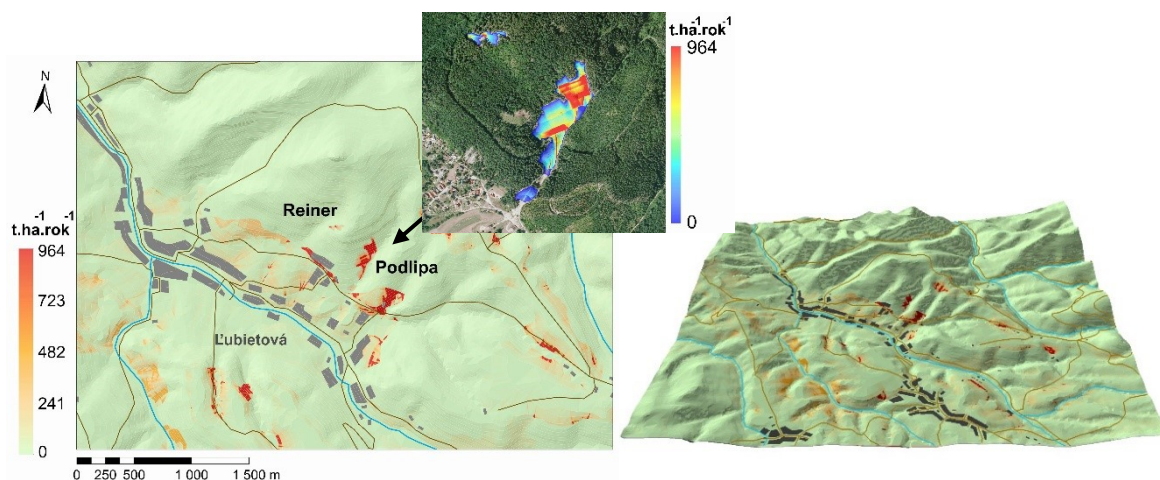 N
t.ha.rok
-1 -1
964
723
482
241
0
Reiner
Podlipa
Ľubietová
0 250 500 1 000 1 500 m
t.ha.rok
-1 -1
964
0